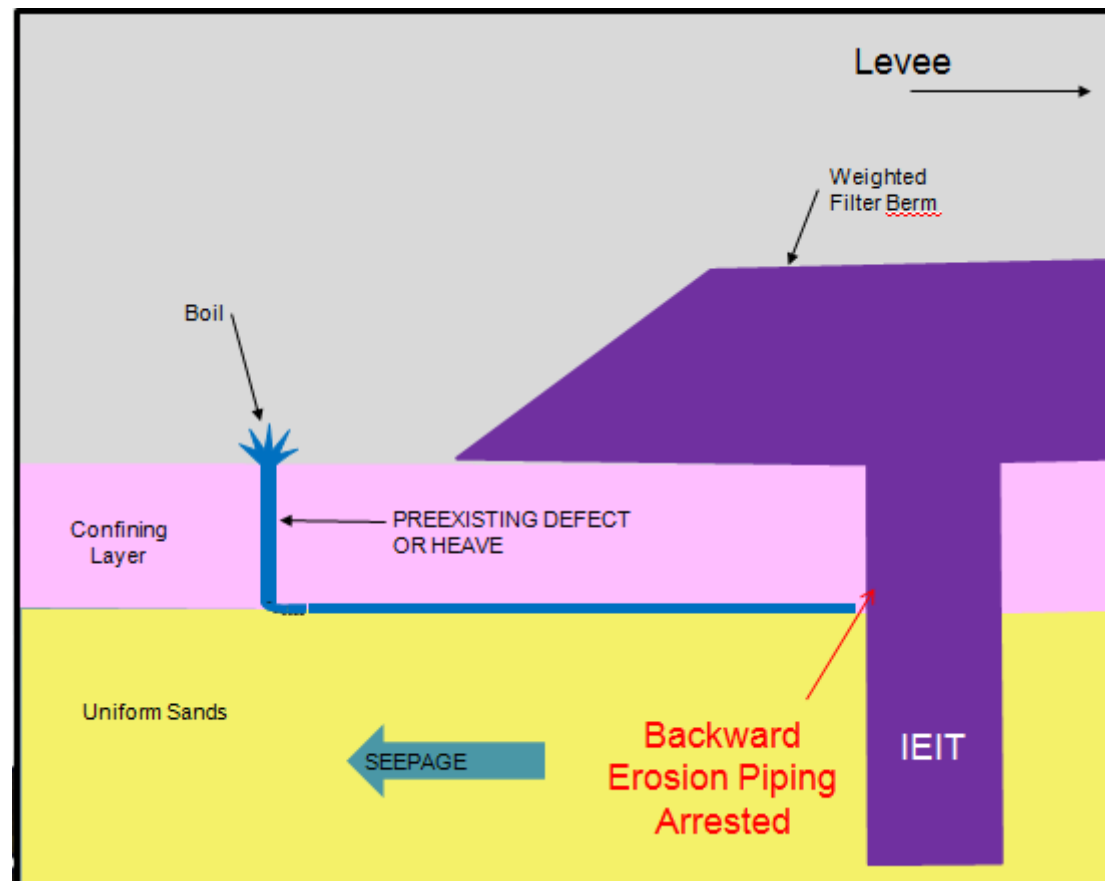 Levee
Weighted
Filter Berm
Boil
PREEXISTING DEFECT
OR HEAVE
Confining
Layer
Uniform Sands
SEEPAGE
Backward
Erosion Piping
Arrested
IEIT